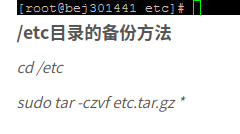 [root@bej301441 etc]#
/etc目录的备份方法
cd /etc
sudo tar -czvf etc.tar.gz *